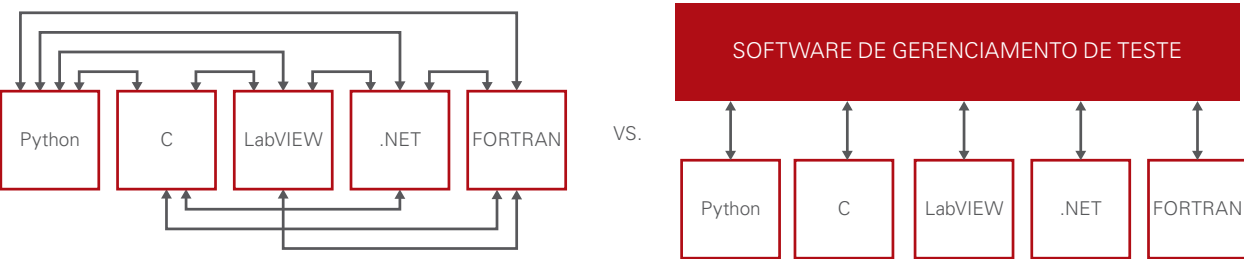 SOFTWARE DE GERENCIAMENTO DE TESTE
Python
C
LabVIEW
.NET
FORTRAN
VS.
Python
C
LabVIEW
.NET
FORTRAN